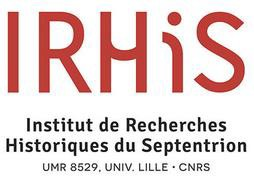 IRHiS
Institut de Recherches
Historiques du Septentrion
UMR 8529, UNIV. LILLE • CNRS